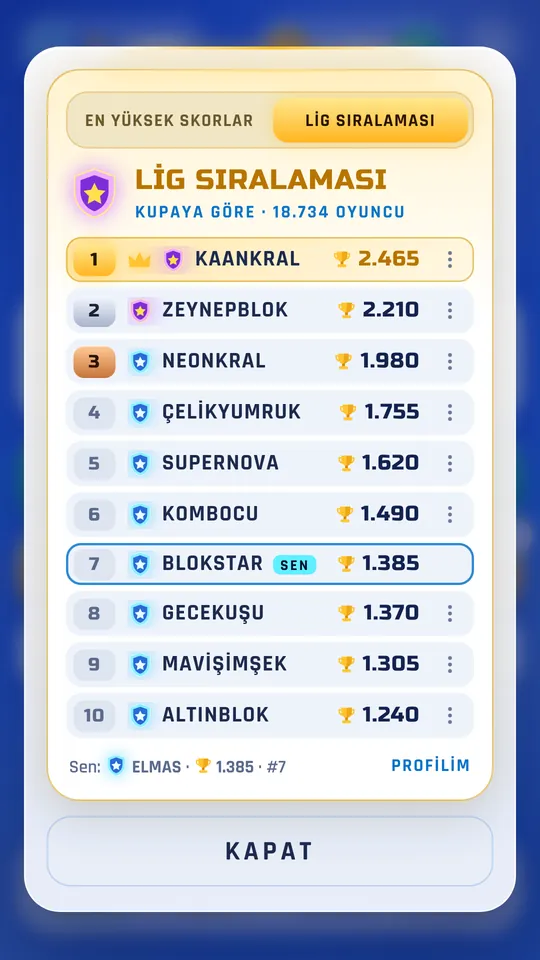 EN YÜKSEK SKORLAR LİG SIRALAMASI
LİG SIRALAMASI
KUPAYA GÖRE · 18.734 OYUNCU
1 KAANKRAL 2.465
2 ZEYNEPBLOK 2.210
3 NEONKRAL 1.980
4 ÇELİKYUMRUK 1.755
5 SUPERNOVA 1.620
6 KOMBOCU 1.490
7 BLOKSTAR SEN 1.385
8 GECEKUŞU 1.370
9 MAVİŞİMŞEK 1.305
10 ALTINBLOK 1.240
Sen: ELMAS · 1.385 · #7 PROFİLİM
KAPAT